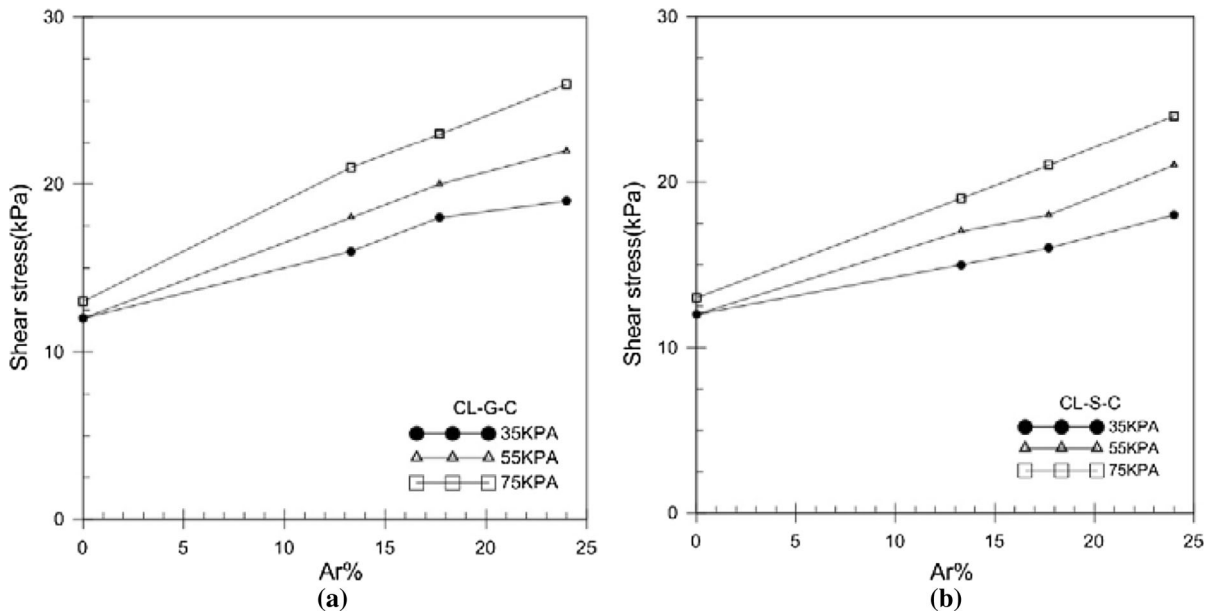 30
20
10
0
Shear stress(kPa)
CL-G-C
35KPA
55KPA
75KPA
0 5 10 15 20 25
Ar%
(a)
30
20
10
0
Shear stress(kPa)
CL-S-C
35KPA
55KPA
75KPA
0 5 10 15 20 25
Ar%
(b)